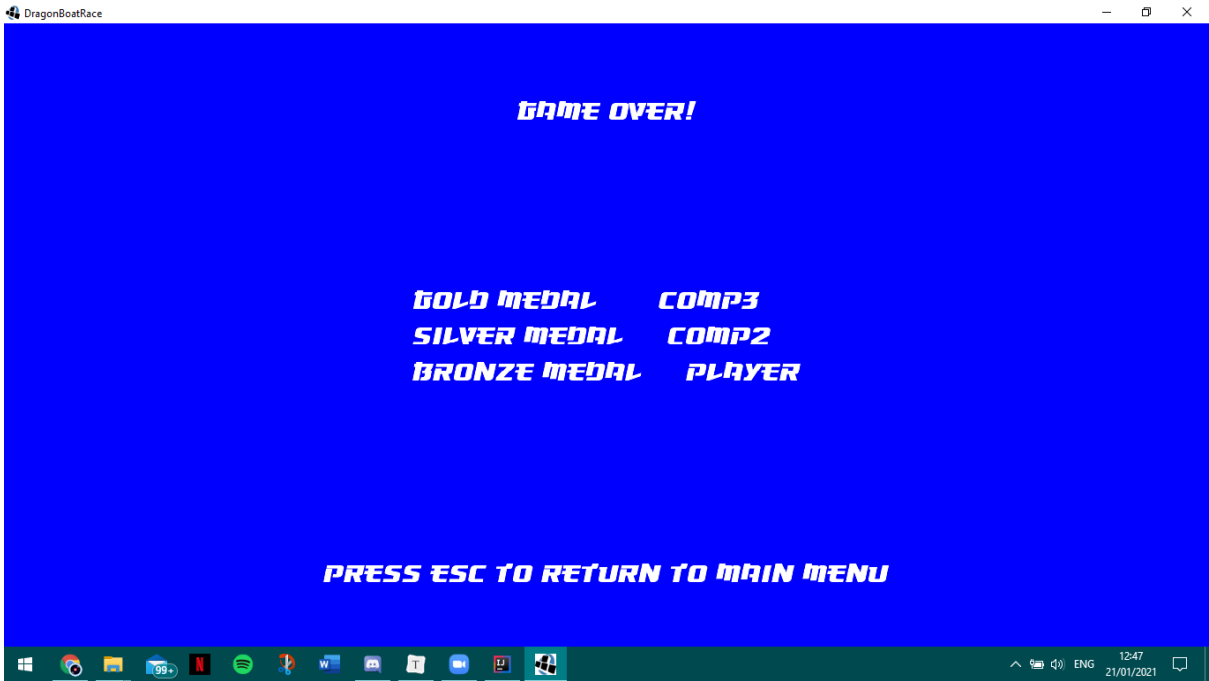 DragonBoatRace
GAME OVER!
GOLD MEDAL COMP3
SILVER MEDAL COMP2
BRONZE MEDAL PLAYER
PRESS ESC TO RETURN TO MAIN MENU
99+ N W T IJ ENG 12:47
21/01/2021